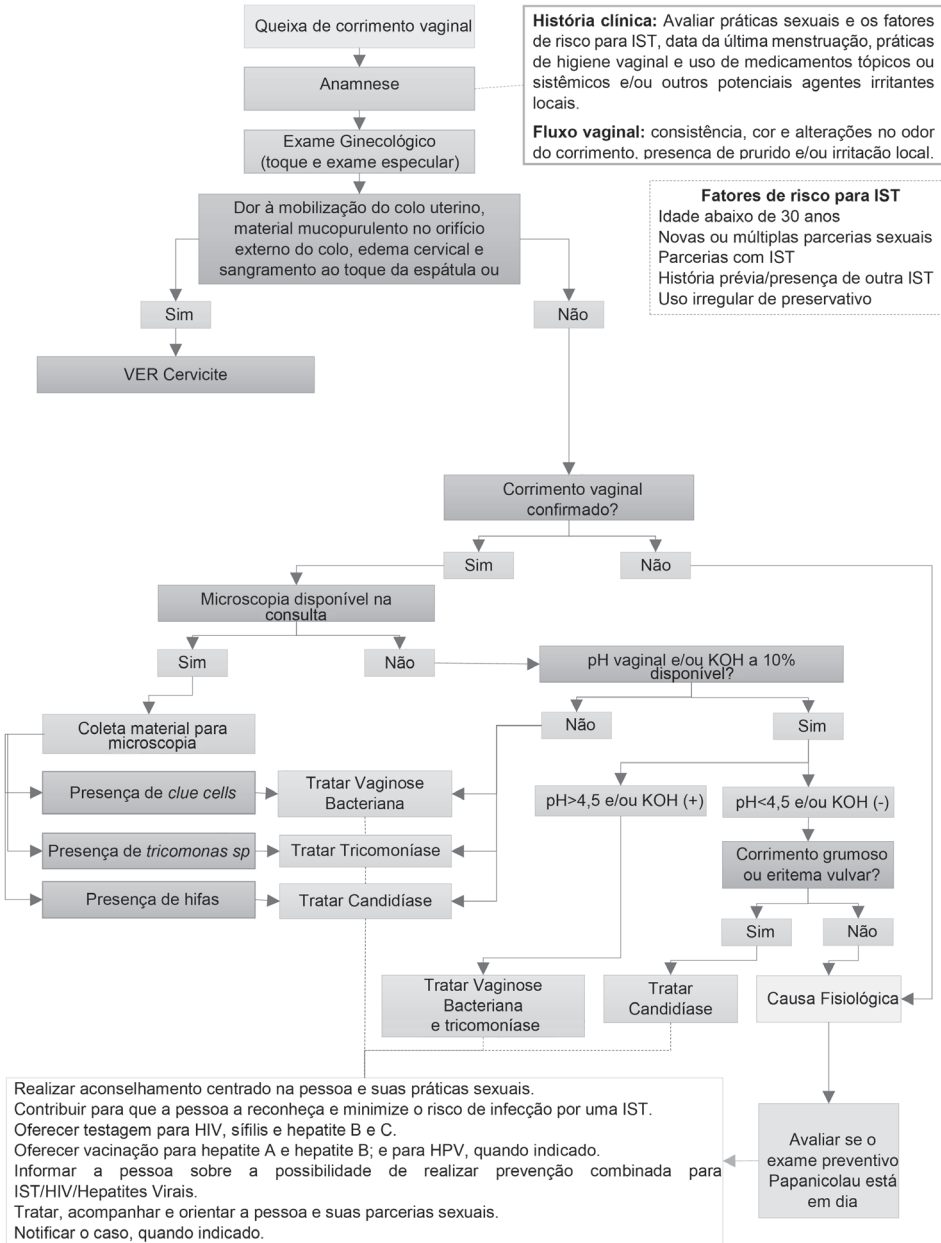 Queixa de corrimento vaginal
Anamnese
Exame Ginecológico
(toque e exame especular)
História clínica: Avaliar práticas sexuais e os fatores
de risco para IST, data da última menstruação, práticas
de higiene vaginal e uso de medicamentos tópicos ou
sistêmicos e/ou outros potenciais agentes irritantes
locais.
Fluxo vaginal: consistência, cor e alterações no odor
do corrimento, presença de prurido e/ou irritação local.
Fatores de risco para IST
Idade abaixo de 30 anos
Novas ou múltiplas parcerias sexuais
Parcerias com IST
História prévia/presença de outra IST
Uso irregular de preservativo
Dor à mobilização do colo uterino,
material mucopurulento no orifício
externo do colo, edema cervical e
sangramento ao toque da espátula ou
Sim
Não
VER Cervicite
Corrimento vaginal
confirmado?
Sim
Não
Microscopia disponível na
consulta
Sim
Não
pH vaginal e/ou KOH a 10%
disponível?
Não
Sim
Coleta material para
microscopia
Presença de clue cells
Tratar Vaginose
Bacteriana
Presença de tricomonas sp
Tratar Tricomoníase
Presença de hifas
Tratar Candidíase
pH>4,5 e/ou KOH (+)
pH<4,5 e/ou KOH (-)
Corrimento grumoso
ou eritema vulvar?
Sim
Não
Tratar Vaginose
Bacteriana
e tricomoníase
Tratar
Candidíase
Causa Fisiológica
Realizar aconselhamento centrado na pessoa e suas práticas sexuais.
Contribuir para que a pessoa a reconheça e minimize o risco de infecção por uma IST.
Oferecer testagem para HIV, sífilis e hepatite B e C.
Oferecer vacinação para hepatite A e hepatite B; e para HPV, quando indicado.
Informar a pessoa sobre a possibilidade de realizar prevenção combinada para
IST/HIV/Hepatites Virais.
Tratar, acompanhar e orientar a pessoa e suas parcerias sexuais.
Notificar o caso, quando indicado.
Avaliar se o
exame preventivo
Papanicolau está
em dia